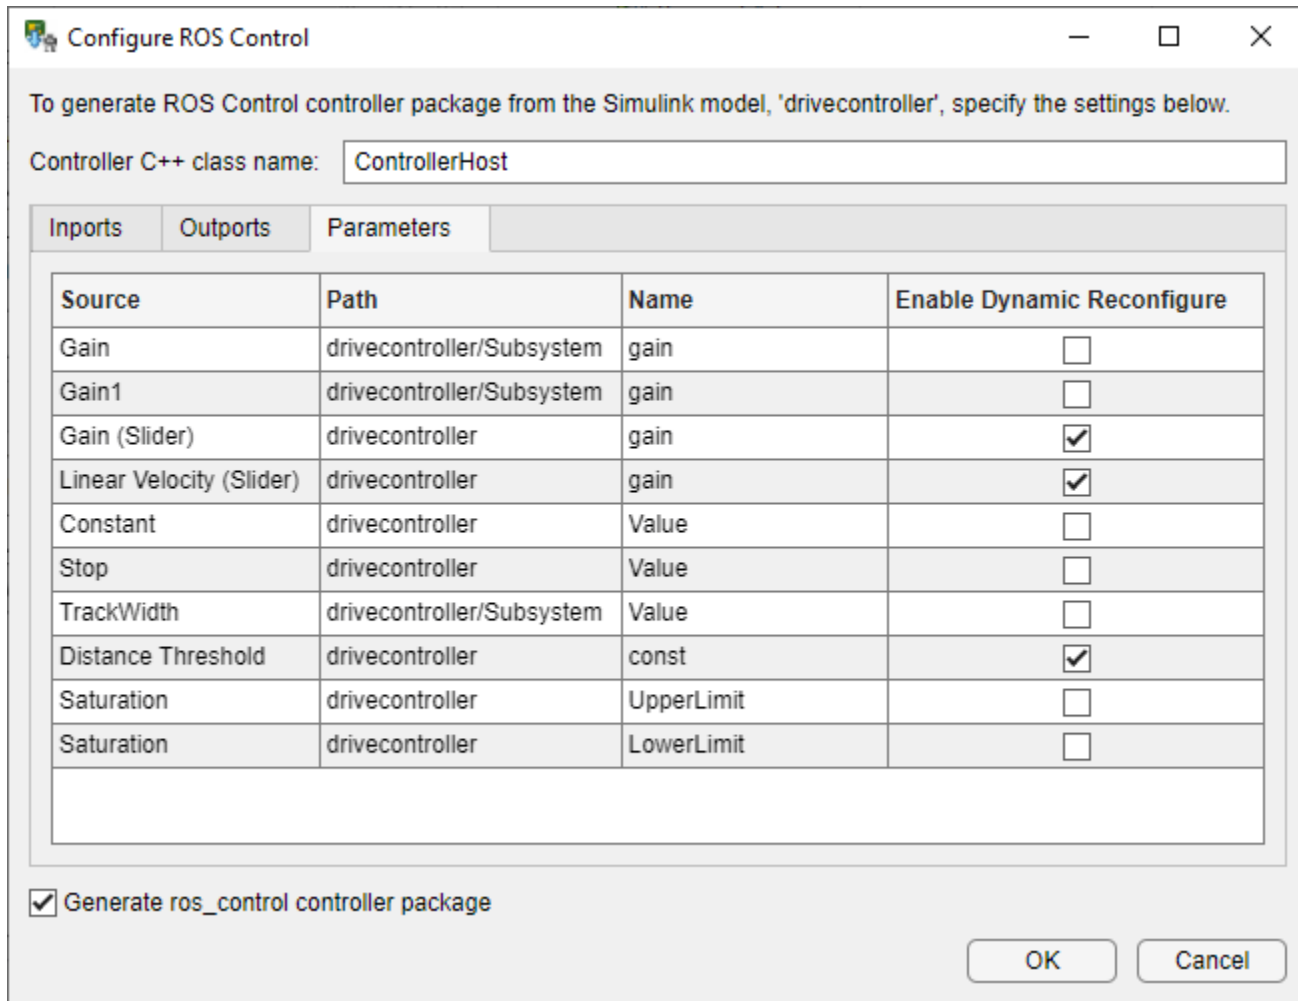 Configure ROS Control
To generate ROS Control controller package from the Simulink model, 'drivecontroller', specify the settings below.
Controller C++ class name: ControllerHost
Inports Outports Parameters
Source Path Name Enable Dynamic Reconfigure
Gain drivecontroller/Subsystem gain
Gain1 drivecontroller/Subsystem gain
Gain (Slider) drivecontroller gain
Linear Velocity (Slider) drivecontroller gain
Constant drivecontroller Value
Stop drivecontroller Value
TrackWidth drivecontroller/Subsystem Value
Distance Threshold drivecontroller const
Saturation drivecontroller UpperLimit
Saturation drivecontroller LowerLimit
Generate ros_control controller package
OK Cancel